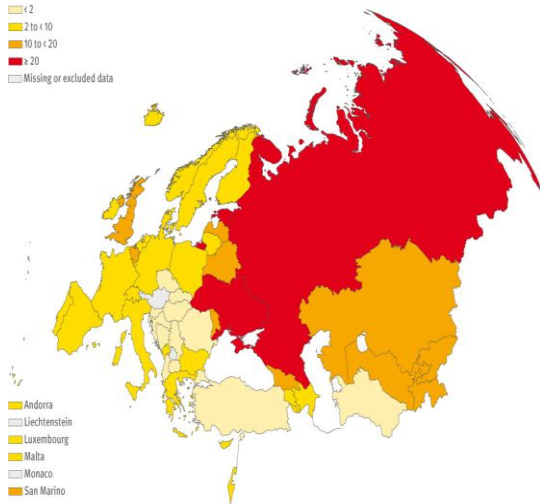 < 2
2 to < 10
10 to < 20
≥ 20
Missing or excluded data
Andorra
Liechtenstein
Luxembourg
Malta
Monaco
San Marino